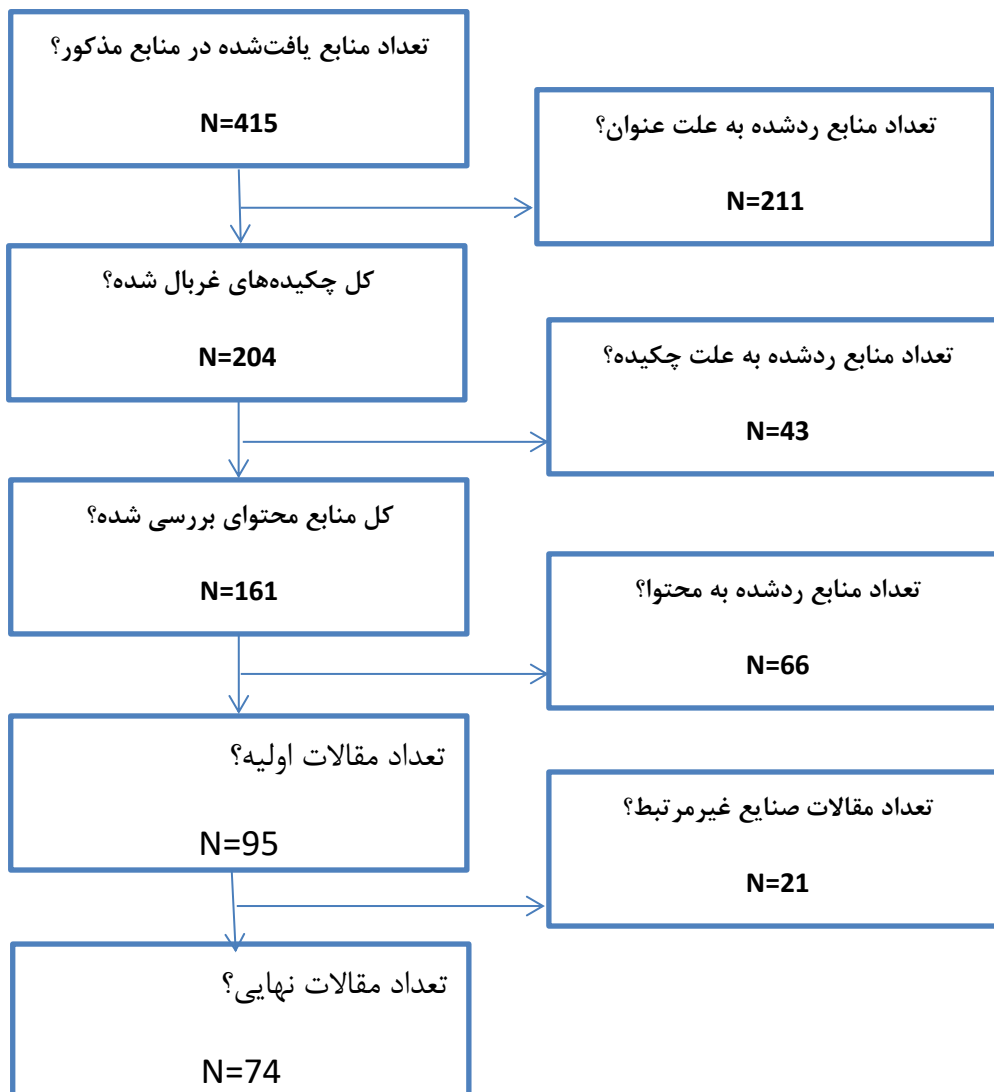 تعداد منابع یافت‌شده در منابع مذکور؟
N=415
تعداد منابع ردشده به علت عنوان؟
N=211
کل چکیده‌های غربال شده؟
N=204
تعداد منابع ردشده به علت چکیده؟
N=43
کل منابع محتوای بررسی شده؟
N=161
تعداد منابع ردشده به محتوا؟
N=66
تعداد مقالات اولیه؟
N=95
تعداد مقالات صنایع غیرمرتبط؟
N=21
تعداد مقالات نهایی؟
N=74